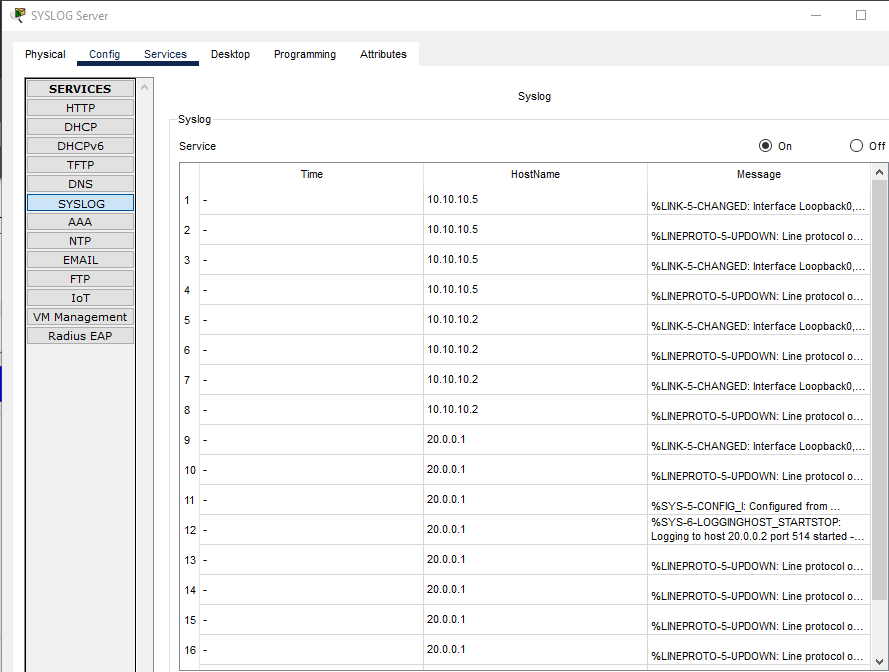 SYSLOG Server
Physical Config Services Desktop Programming Attributes
SERVICES
HTTP
DHCP
DHCPv6
TFTP
DNS
SYSLOG
AAA
NTP
EMAIL
FTP
IoT
VM Management
Radius EAP
Syslog
Syslog
Service On Off
Time HostName Message
1 - 10.10.10.5 %LINK-5-CHANGED: Interface Loopback0,...
2 - 10.10.10.5 %LINEPROTO-5-UPDOWN: Line protocol o...
3 - 10.10.10.5 %LINK-5-CHANGED: Interface Loopback0,...
4 - 10.10.10.5 %LINEPROTO-5-UPDOWN: Line protocol o...
5 - 10.10.10.2 %LINK-5-CHANGED: Interface Loopback0,...
6 - 10.10.10.2 %LINEPROTO-5-UPDOWN: Line protocol o...
7 - 10.10.10.2 %LINK-5-CHANGED: Interface Loopback0,...
8 - 10.10.10.2 %LINEPROTO-5-UPDOWN: Line protocol o...
9 - 20.0.0.1 %LINK-5-CHANGED: Interface Loopback0,...
10 - 20.0.0.1 %LINEPROTO-5-UPDOWN: Line protocol o...
11 - 20.0.0.1 %SYS-5-CONFIG_I: Configured from ...
12 - 20.0.0.1 %SYS-6-LOGGINGHOST_STARTSTOP:
Logging to host 20.0.0.2 port 514 started -...
13 - 20.0.0.1 %LINEPROTO-5-UPDOWN: Line protocol o...
14 - 20.0.0.1 %LINEPROTO-5-UPDOWN: Line protocol o...
15 - 20.0.0.1 %LINEPROTO-5-UPDOWN: Line protocol o...
16 - 20.0.0.1 %LINEPROTO-5-UPDOWN: Line protocol o...